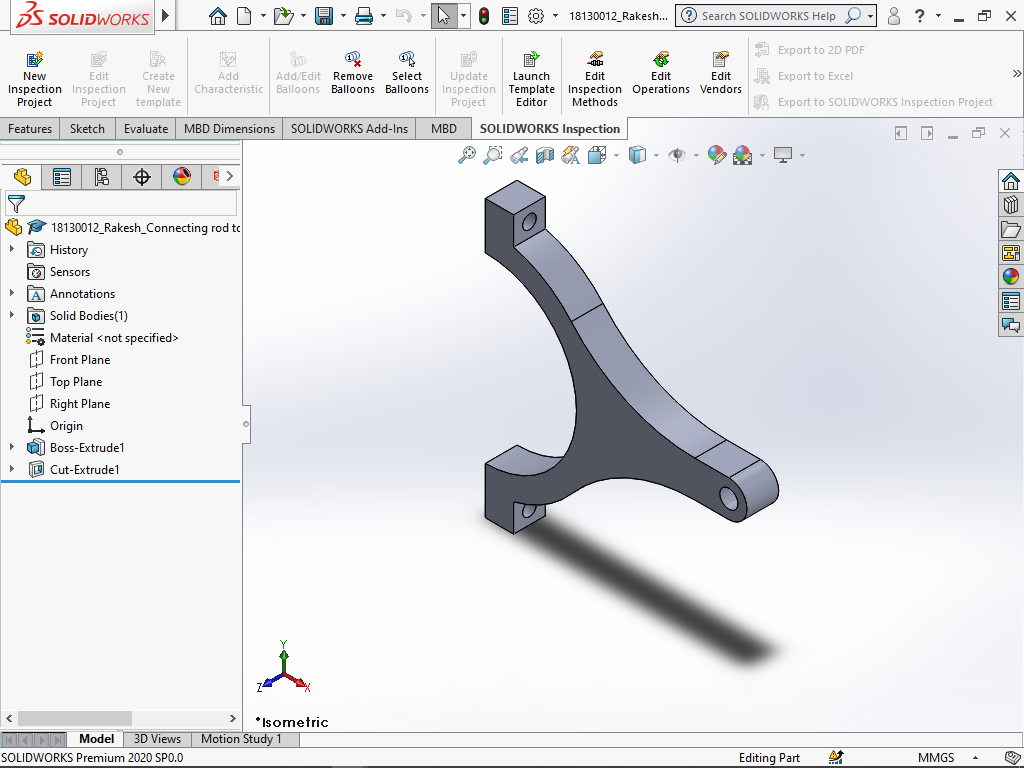 SOLIDWORKS
18130012_Rakesh...
Search SOLIDWORKS Help
New Inspection Project
Edit Inspection Project
Create New template
Add Characteristic
Add/Edit Balloons
Remove Balloons
Select Balloons
Update Inspection Project
Launch Template Editor
Edit Inspection Methods
Edit Operations
Edit Vendors
Export to 2D PDF
Export to Excel
Export to SOLIDWORKS Inspection Project
Features
Sketch
Evaluate
MBD Dimensions
SOLIDWORKS Add-Ins
MBD
SOLIDWORKS Inspection
18130012_Rakesh_Connecting rod to
History
Sensors
Annotations
Solid Bodies(1)
Material <not specified>
Front Plane
Top Plane
Right Plane
Origin
Boss-Extrude1
Cut-Extrude1
Y
Z
X
*Isometric
Model
3D Views
Motion Study 1
SOLIDWORKS Premium 2020 SP0.0
Editing Part
MMGS